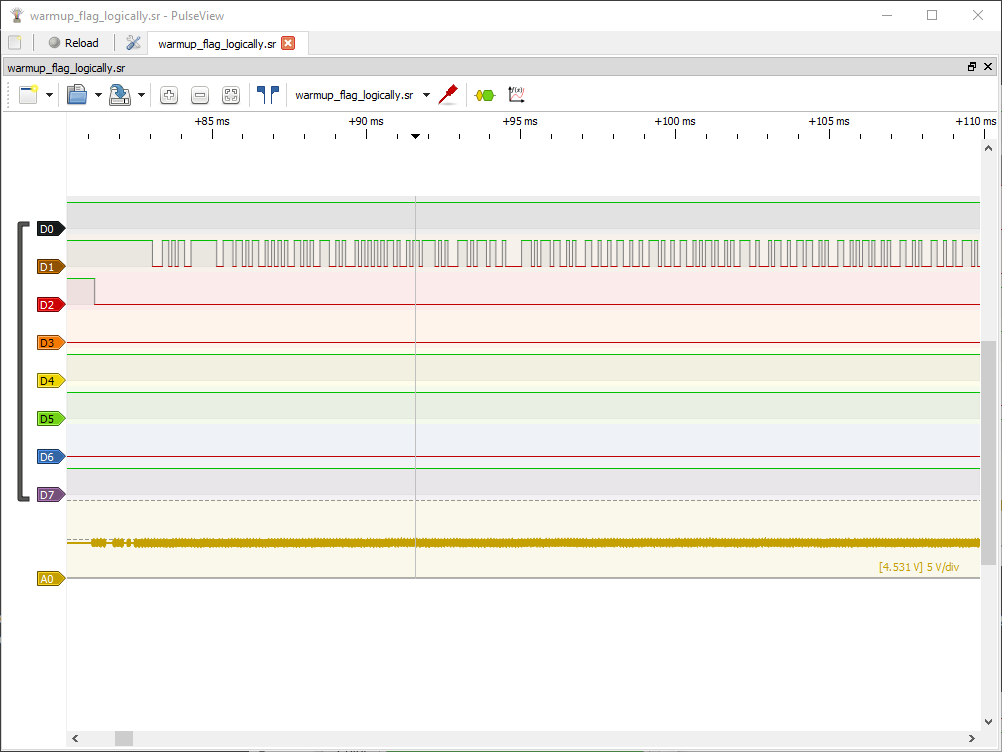 warmup_flag_logically.sr - PulseView
Reload
warmup_flag_logically.sr
warmup_flag_logically.sr
warmup_flag_logically.sr
f(x)
+85 ms +90 ms +95 ms +100 ms +105 ms +110 ms
D0
D1
D2
D3
D4
D5
D6
D7
[4.531 V] 5 V/div
A0